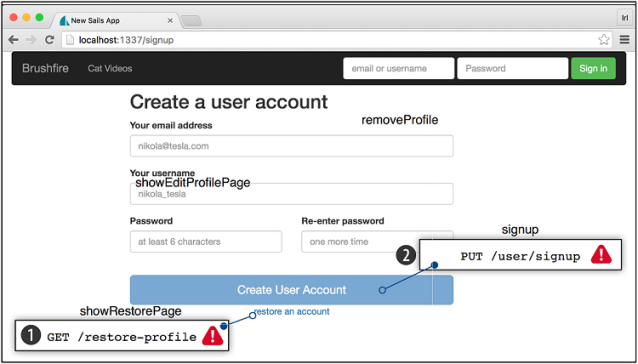 New Sails App
Irl
localhost:1337/signup
Brushfire Cat Videos email or username Password Sign in
Create a user account
removeProfile
Your email address
nikola@tesla.com
Your username
showEditProfilePage
nikola_tesla
Password Re-enter password
signup
at least 6 characters one more time
2 PUT /user/signup
Create User Account
showRestorePage restore an account
1 GET /restore-profile